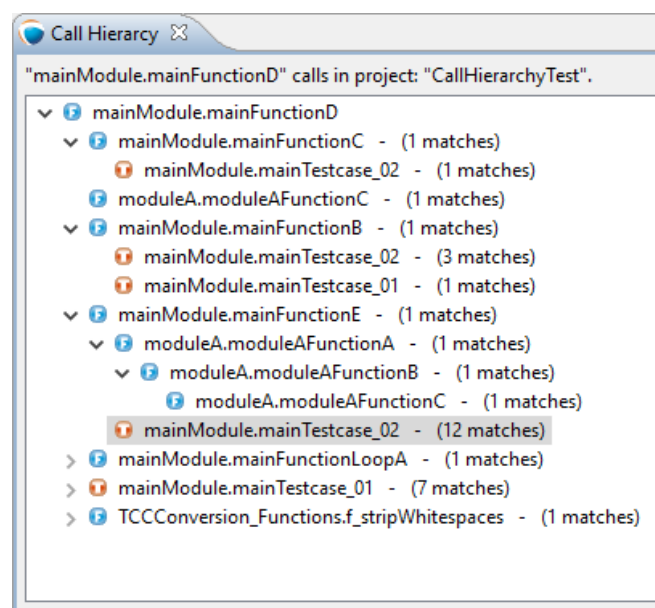 Call Hierarcy
"mainModule.mainFunctionD" calls in project: "CallHierarchyTest".
mainModule.mainFunctionD
mainModule.mainFunctionC - (1 matches)
mainModule.mainTestcase_02 - (1 matches)
moduleA.moduleAFunctionC - (1 matches)
mainModule.mainFunctionB - (1 matches)
mainModule.mainTestcase_02 - (3 matches)
mainModule.mainTestcase_01 - (1 matches)
mainModule.mainFunctionE - (1 matches)
moduleA.moduleAFunctionA - (1 matches)
moduleA.moduleAFunctionB - (1 matches)
moduleA.moduleAFunctionC - (1 matches)
mainModule.mainTestcase_02 - (12 matches)
mainModule.mainFunctionLoopA - (1 matches)
mainModule.mainTestcase_01 - (7 matches)
TCCConversion_Functions.f_stripWhitespaces - (1 matches)